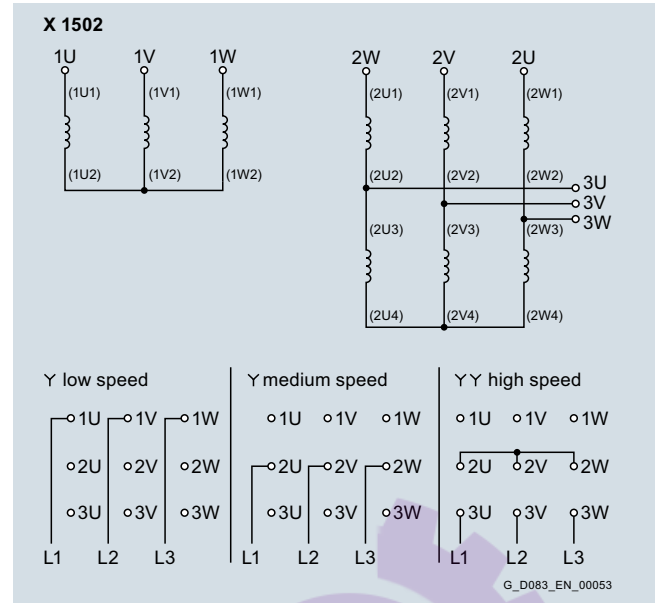 X 1502
1U 1V 1W 2W 2V 2U
(1U1) (1V1) (1W1) (2U1) (2V1) (2W1)
(1U2) (1V2) (1W2) (2U2) (2V2) (2W2)
3U
3V
3W
(2U3) (2V3) (2W3)
(2U4) (2V4) (2W4)
Y low speed Y medium speed YY high speed
1U 1V 1W 1U 1V 1W 1U 1V 1W
2U 2V 2W 2U 2V 2W 2U 2V 2W
3U 3V 3W 3U 3V 3W 3U 3V 3W
L1 L2 L3 L1 L2 L3 L1 L2 L3
G_D083_EN_00053